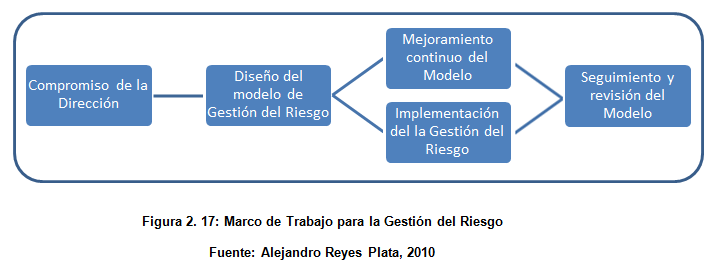 Compromiso de la
Dirección
Diseño del
modelo de
Gestión del Riesgo
Mejoramiento
continuo del
Modelo
Implementación
del la Gestión del
Riesgo
Seguimiento y
revisión del
Modelo
Figura 2. 17: Marco de Trabajo para la Gestión del Riesgo
Fuente: Alejandro Reyes Plata, 2010